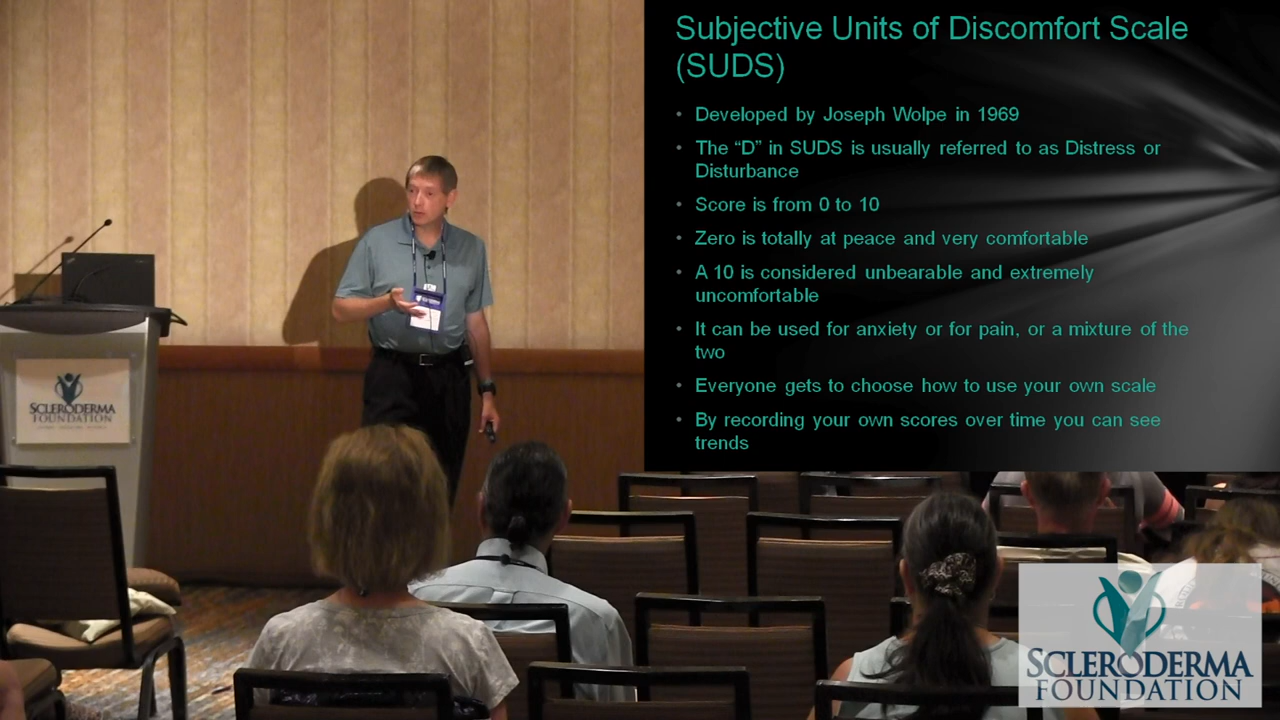 Subjective Units of Discomfort Scale
(SUDS)
• Developed by Joseph Wolpe in 1969
• The “D” in SUDS is usually referred to as Distress or
Disturbance
• Score is from 0 to 10
• Zero is totally at peace and very comfortable
• A 10 is considered unbearable and extremely
uncomfortable
• It can be used for anxiety or for pain, or a mixture of the
two
• Everyone gets to choose how to use your own scale
• By recording your own scores over time you can see
trends
SCLERODERMA
FOUNDATION
SCLERODERMA
FOUNDATION